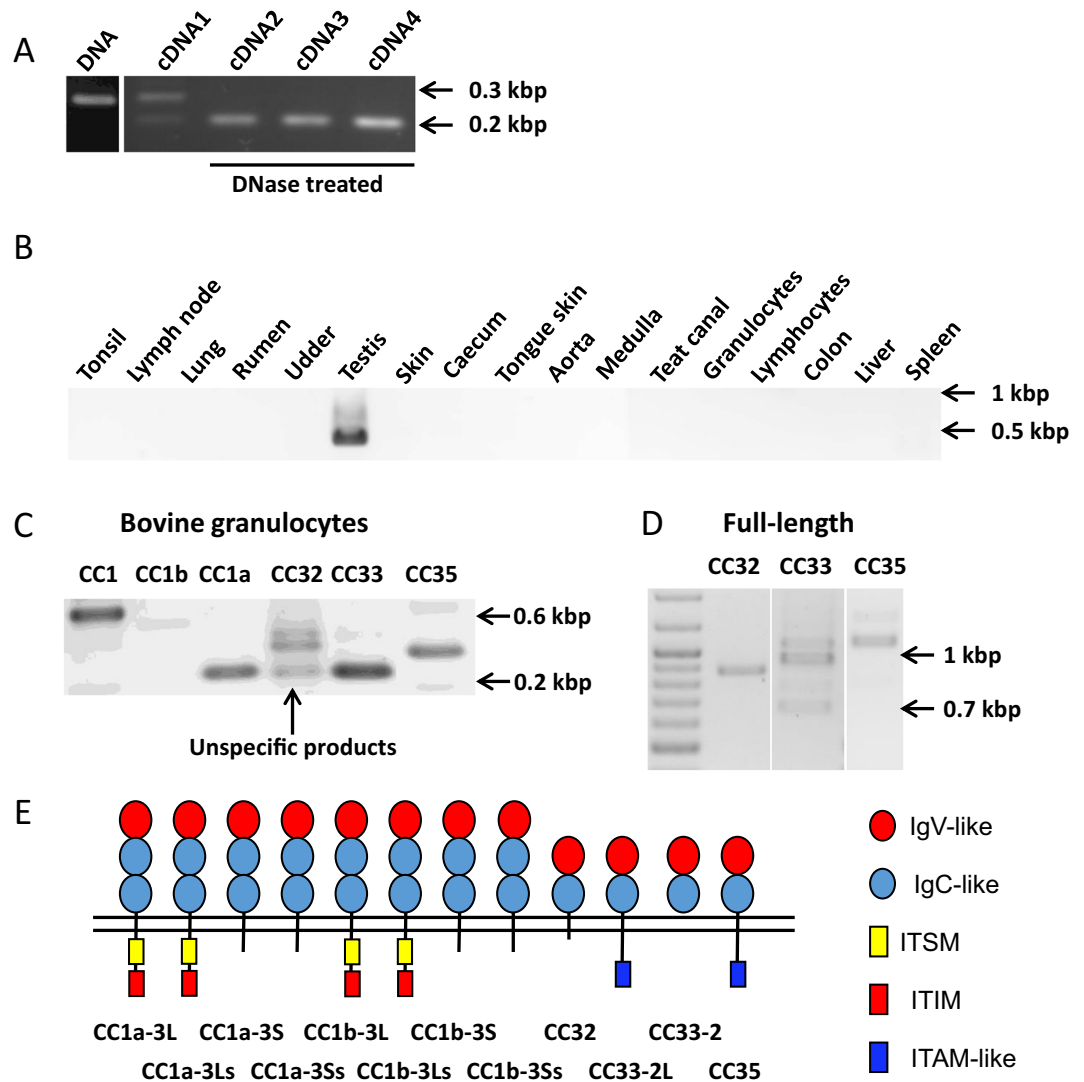 A
DNA
cDNA1
cDNA2
cDNA3
cDNA4
0.3 kbp
0.2 kbp
DNase treated
B
Tonsil
Lymph node
Lung
Rumen
Udder
Testis
Skin
Caecum
Tongue skin
Aorta
Medulla
Teat canal
Granulocytes
Lymphocytes
Colon
Liver
Spleen
1 kbp
0.5 kbp
C
Bovine granulocytes
CC1 CC1b CC1a CC32 CC33 CC35
0.6 kbp
0.2 kbp
Unspecific products
D
Full-length
CC32 CC33 CC35
1 kbp
0.7 kbp
E
IgV-like
IgC-like
ITSM
ITIM
ITAM-like
CC1a-3L CC1a-3S CC1b-3L CC1b-3S CC32 CC33-2
CC1a-3Ls CC1a-3Ss CC1b-3Ls CC1b-3Ss CC33-2L CC35